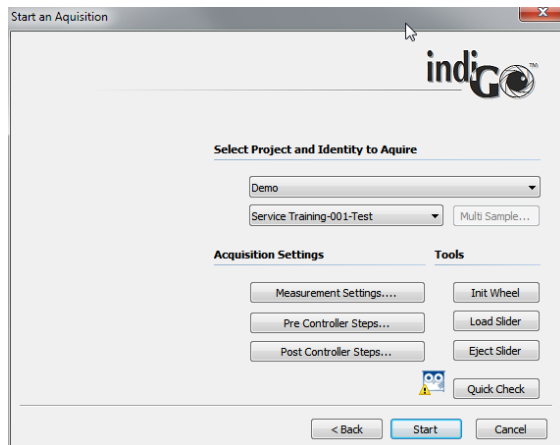 Start an Aquisition
indiGo™
Select Project and Identity to Aquire
Demo
Service Training-001-Test
Multi Sample...
Acquisition Settings
Tools
Measurement Settings....
Init Wheel
Pre Controller Steps...
Load Slider
Post Controller Steps...
Eject Slider
Quick Check
< Back
Start
Cancel